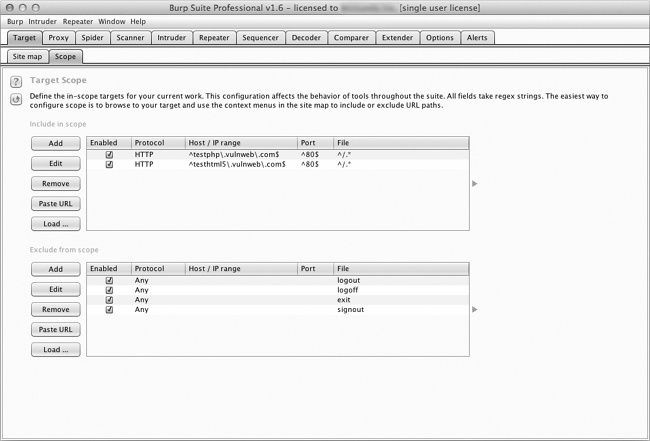 Burp Suite Professional v1.6 – licensed to [single user license]
Burp Intruder Repeater Window Help
Target Proxy Spider Scanner Intruder Repeater Sequencer Decoder Comparer Extender Options Alerts
Site map Scope
? Target Scope
Define the in-scope targets for your current work. This configuration affects the behavior of tools throughout the suite. All fields take regex strings. The easiest way to
configure scope is to browse to your target and use the context menus in the site map to include or exclude URL paths.
Include in scope
Add
Edit
Remove
Paste URL
Load ...
Enabled Protocol Host / IP range Port File
HTTP ^testphp\.vulnweb\.com$ ^80$ ^/.*
HTTP ^testhtml5\.vulnweb\.com$ ^80$ ^/.*
Exclude from scope
Add
Edit
Remove
Paste URL
Load ...
Enabled Protocol Host / IP range Port File
Any logout
Any logoff
Any exit
Any signout